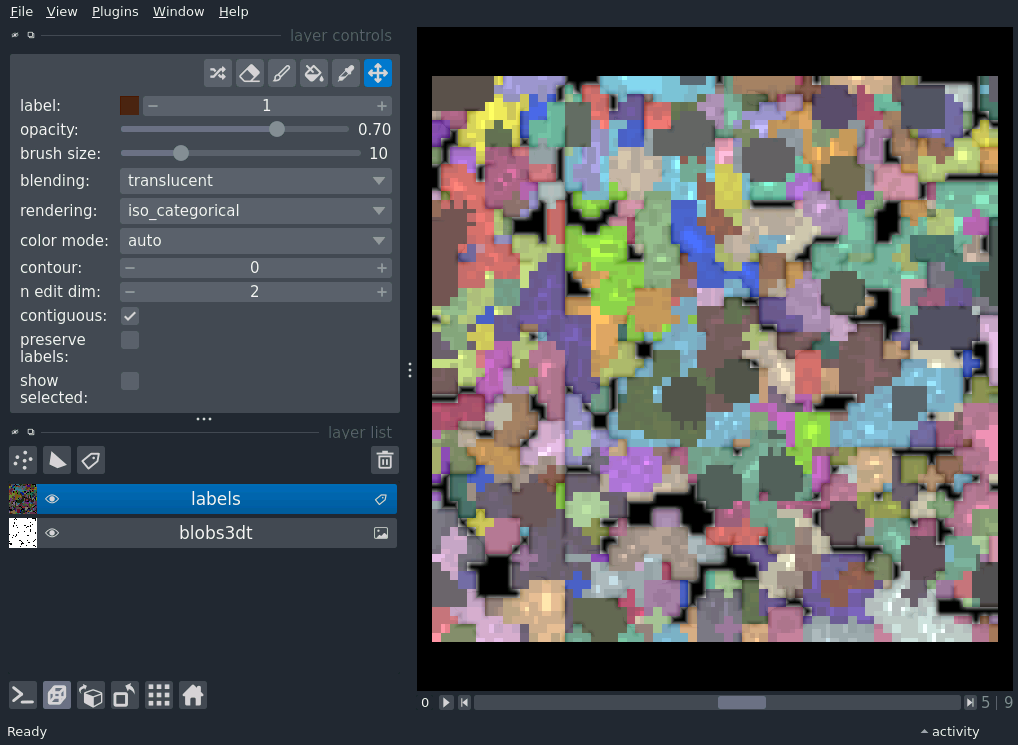 File View Plugins Window Help
layer controls
label: 1
opacity: 0.70
brush size: 10
blending: translucent
rendering: iso_categorical
color mode: auto
contour: 0
n edit dim: 2
contiguous:
preserve
labels:
show
selected:
layer list
labels
blobs3dt
0 5 | 9
Ready activity